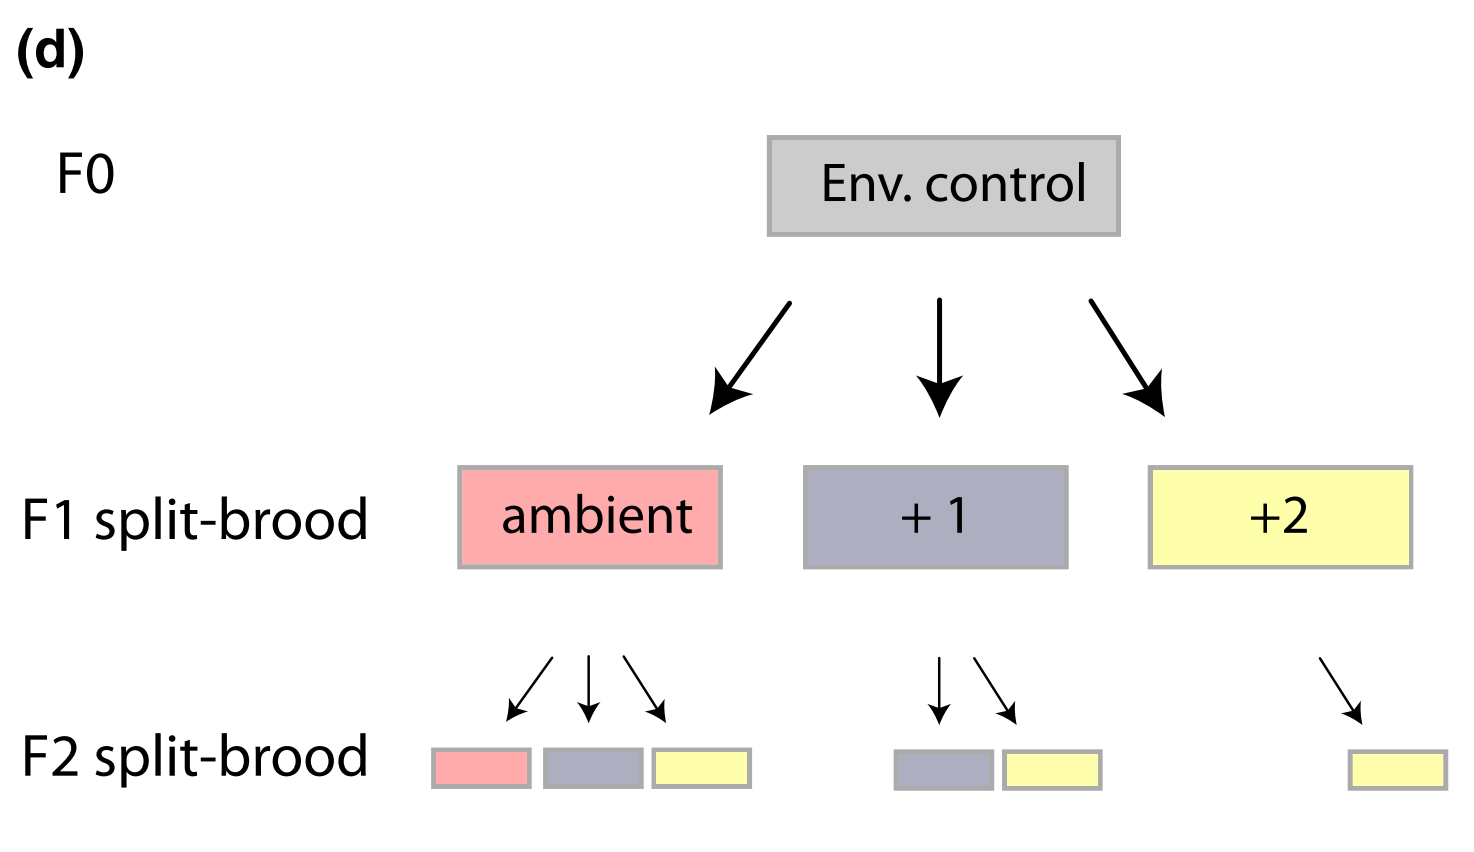 (d)
F0
Env. control
F1 split-brood
ambient
+ 1
+2
F2 split-brood